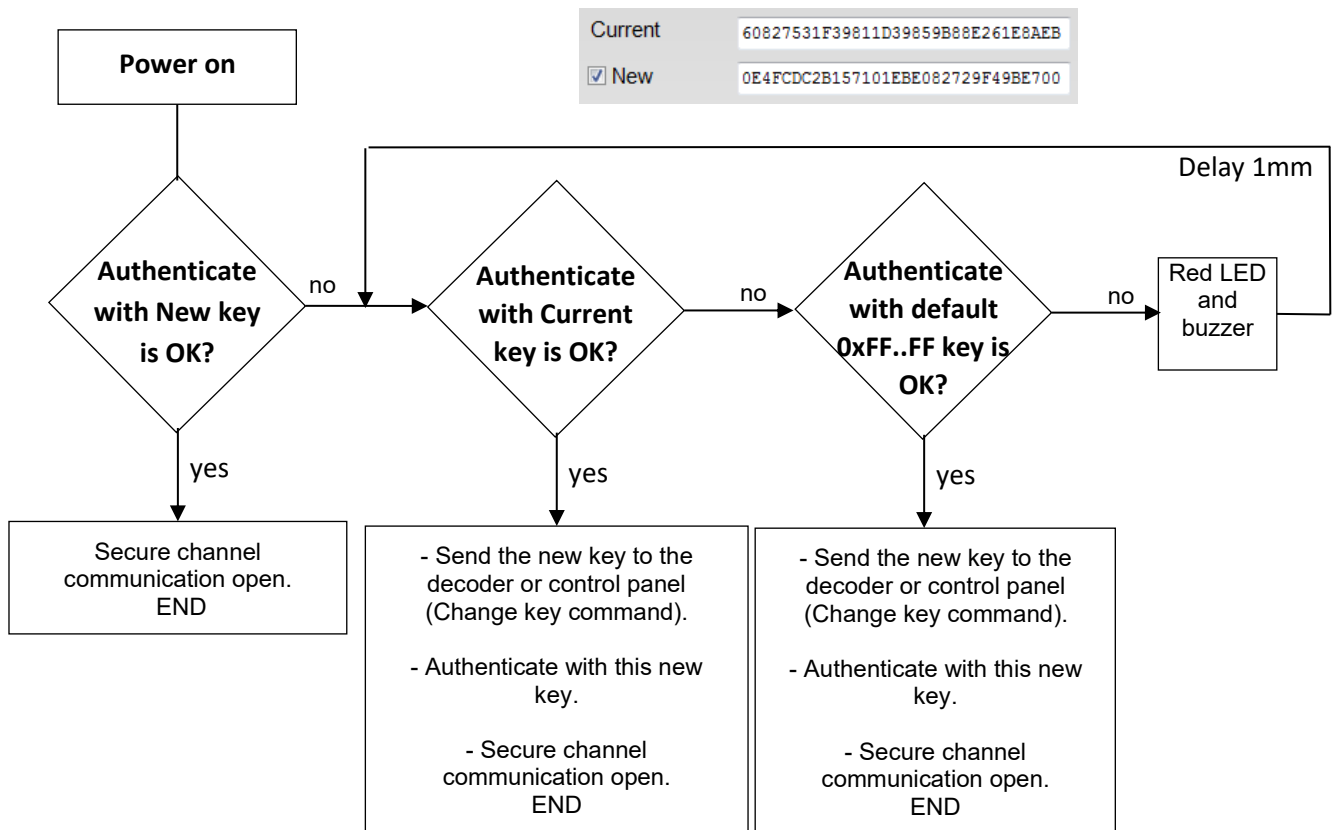 Current
60827531F39811D39859B88E261E8AEB
New
0E4FCDC2B157101EBE082729F49BE700
Power on
Delay 1mm
Authenticate
with New key
is OK?
no
Authenticate
with Current
key is OK?
no
Authenticate
with default
0xFF..FF key is
OK?
no
Red LED
and
buzzer
yes
yes
yes
Secure channel
communication open.
END
- Send the new key to the
decoder or control panel
(Change key command).
- Authenticate with this new
key.
- Secure channel
communication open.
END
- Send the new key to the
decoder or control panel
(Change key command).
- Authenticate with this new
key.
- Secure channel
communication open.
END